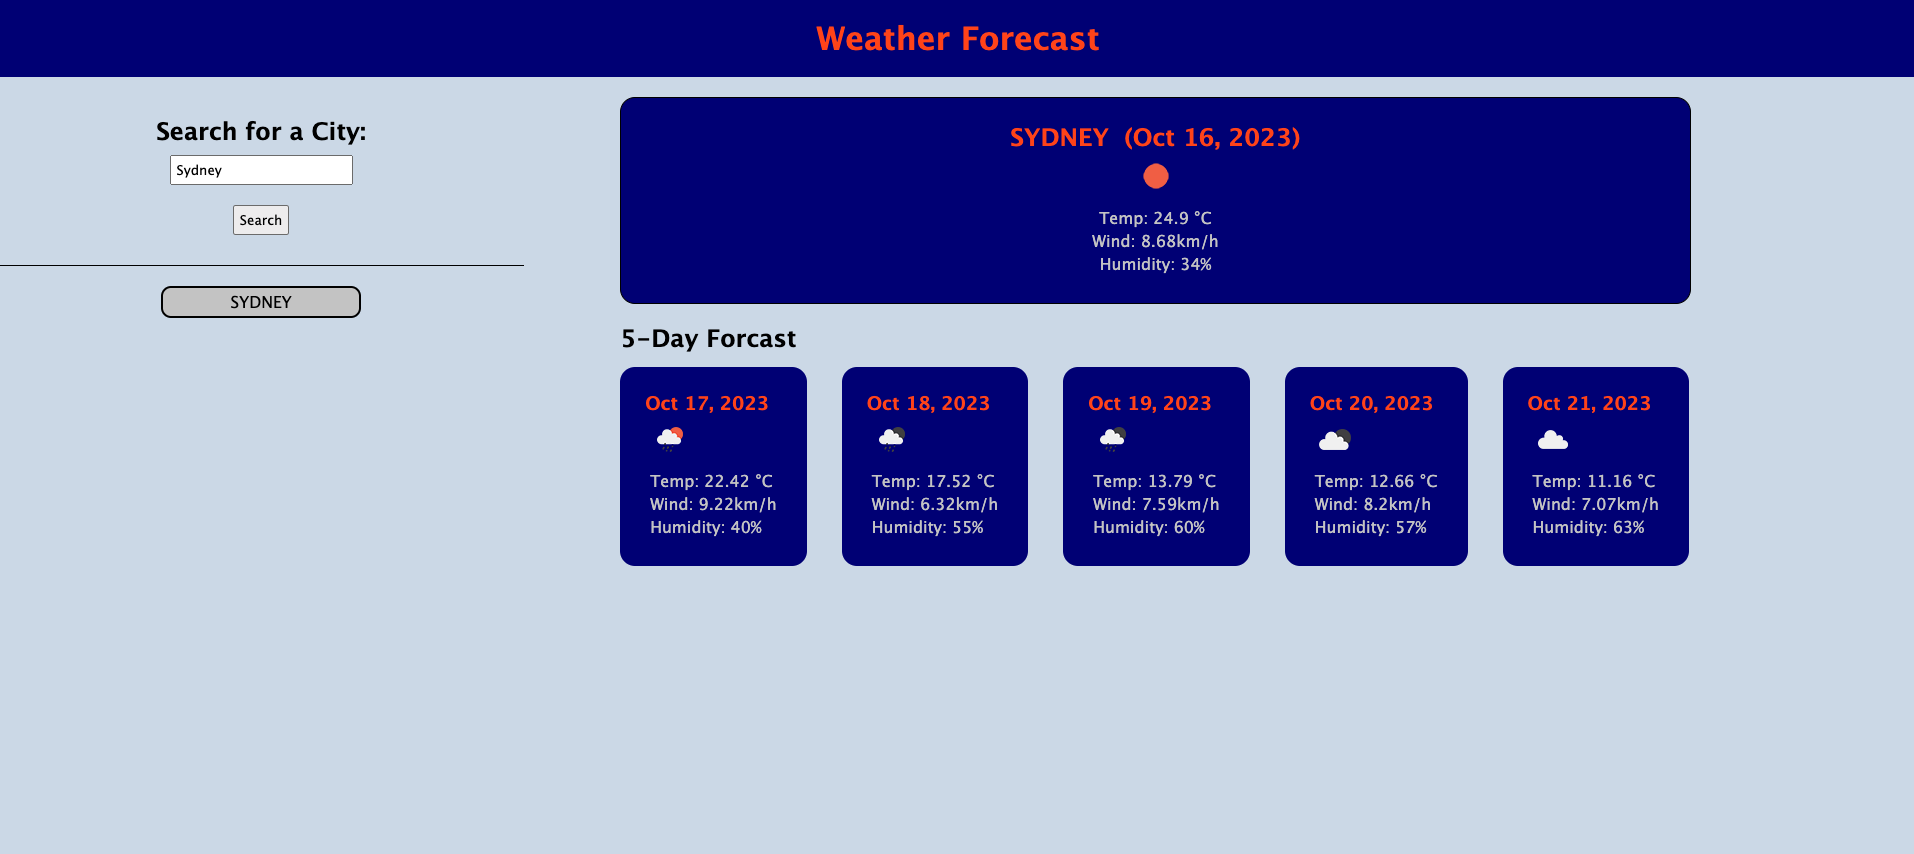 Weather Forecast
Search for a City:
Sydney
Search
SYDNEY
SYDNEY (Oct 16, 2023)
Temp: 24.9 °C
Wind: 8.68km/h
Humidity: 34%
5-Day Forcast
Oct 17, 2023
Temp: 22.42 °C
Wind: 9.22km/h
Humidity: 40%
Oct 18, 2023
Temp: 17.52 °C
Wind: 6.32km/h
Humidity: 55%
Oct 19, 2023
Temp: 13.79 °C
Wind: 7.59km/h
Humidity: 60%
Oct 20, 2023
Temp: 12.66 °C
Wind: 8.2km/h
Humidity: 57%
Oct 21, 2023
Temp: 11.16 °C
Wind: 7.07km/h
Humidity: 63%